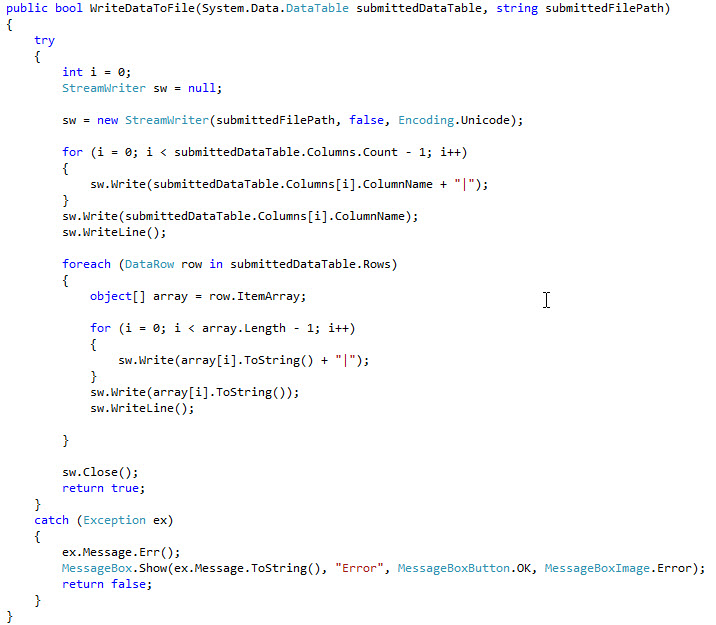 public bool WriteDataToFile(System.Data.DataTable submittedDataTable, string submittedFilePath)
{
    try
    {
        int i = 0;
        StreamWriter sw = null;

        sw = new StreamWriter(submittedFilePath, false, Encoding.Unicode);

        for (i = 0; i < submittedDataTable.Columns.Count - 1; i++)
        {
            sw.Write(submittedDataTable.Columns[i].ColumnName + "|");
        }
        sw.Write(submittedDataTable.Columns[i].ColumnName);
        sw.WriteLine();

        foreach (DataRow row in submittedDataTable.Rows)
        {
            object[] array = row.ItemArray;

            for (i = 0; i < array.Length - 1; i++)
            {
                sw.Write(array[i].ToString() + "|");
            }
            sw.Write(array[i].ToString());
            sw.WriteLine();

        }

        sw.Close();
        return true;
    }
    catch (Exception ex)
    {
        ex.Message.Err();
        MessageBox.Show(ex.Message.ToString(), "Error", MessageBoxButton.OK, MessageBoxImage.Error);
        return false;
    }
}